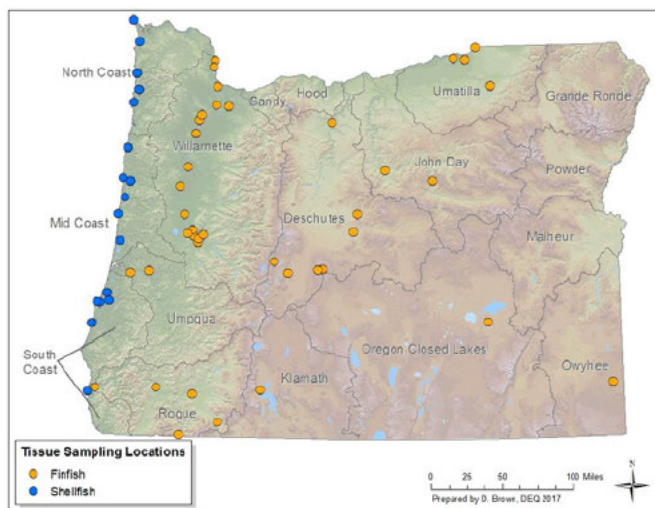 North Coast
Sandy
Hood
Umatilla
Grande Ronde
Willamette
John Day
Powder
Mid Coast
Deschutes
Malheur
Umpqua
South
Coast
Oregon Closed Lakes
Klamath
Owyhee
Rogue
Tissue Sampling Locations
Finfish
Shellfish
0 25 50 100 Miles
Prepared by D. Brown, DEQ 2017
N